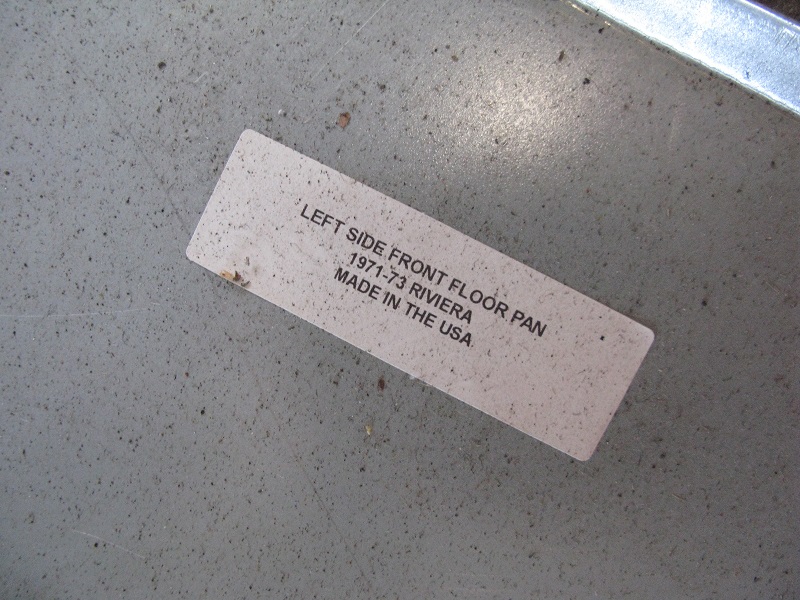 LEFT SIDE FRONT FLOOR PAN
1971-73 RIVIERA
MADE IN THE USA